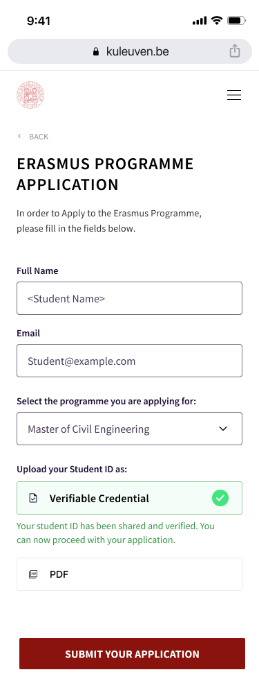 9:41
kuleuven.be
BACK
ERASMUS PROGRAMME
APPLICATION
In order to Apply to the Erasmus Programme,
please fill in the fields below.
Full Name
<Student Name>
Email
Student@example.com
Select the programme you are applying for:
Master of Civil Engineering
Upload your Student ID as:
Verifiable Credential
Your student ID has been shared and verified. You
can now proceed with your application.
PDF
SUBMIT YOUR APPLICATION